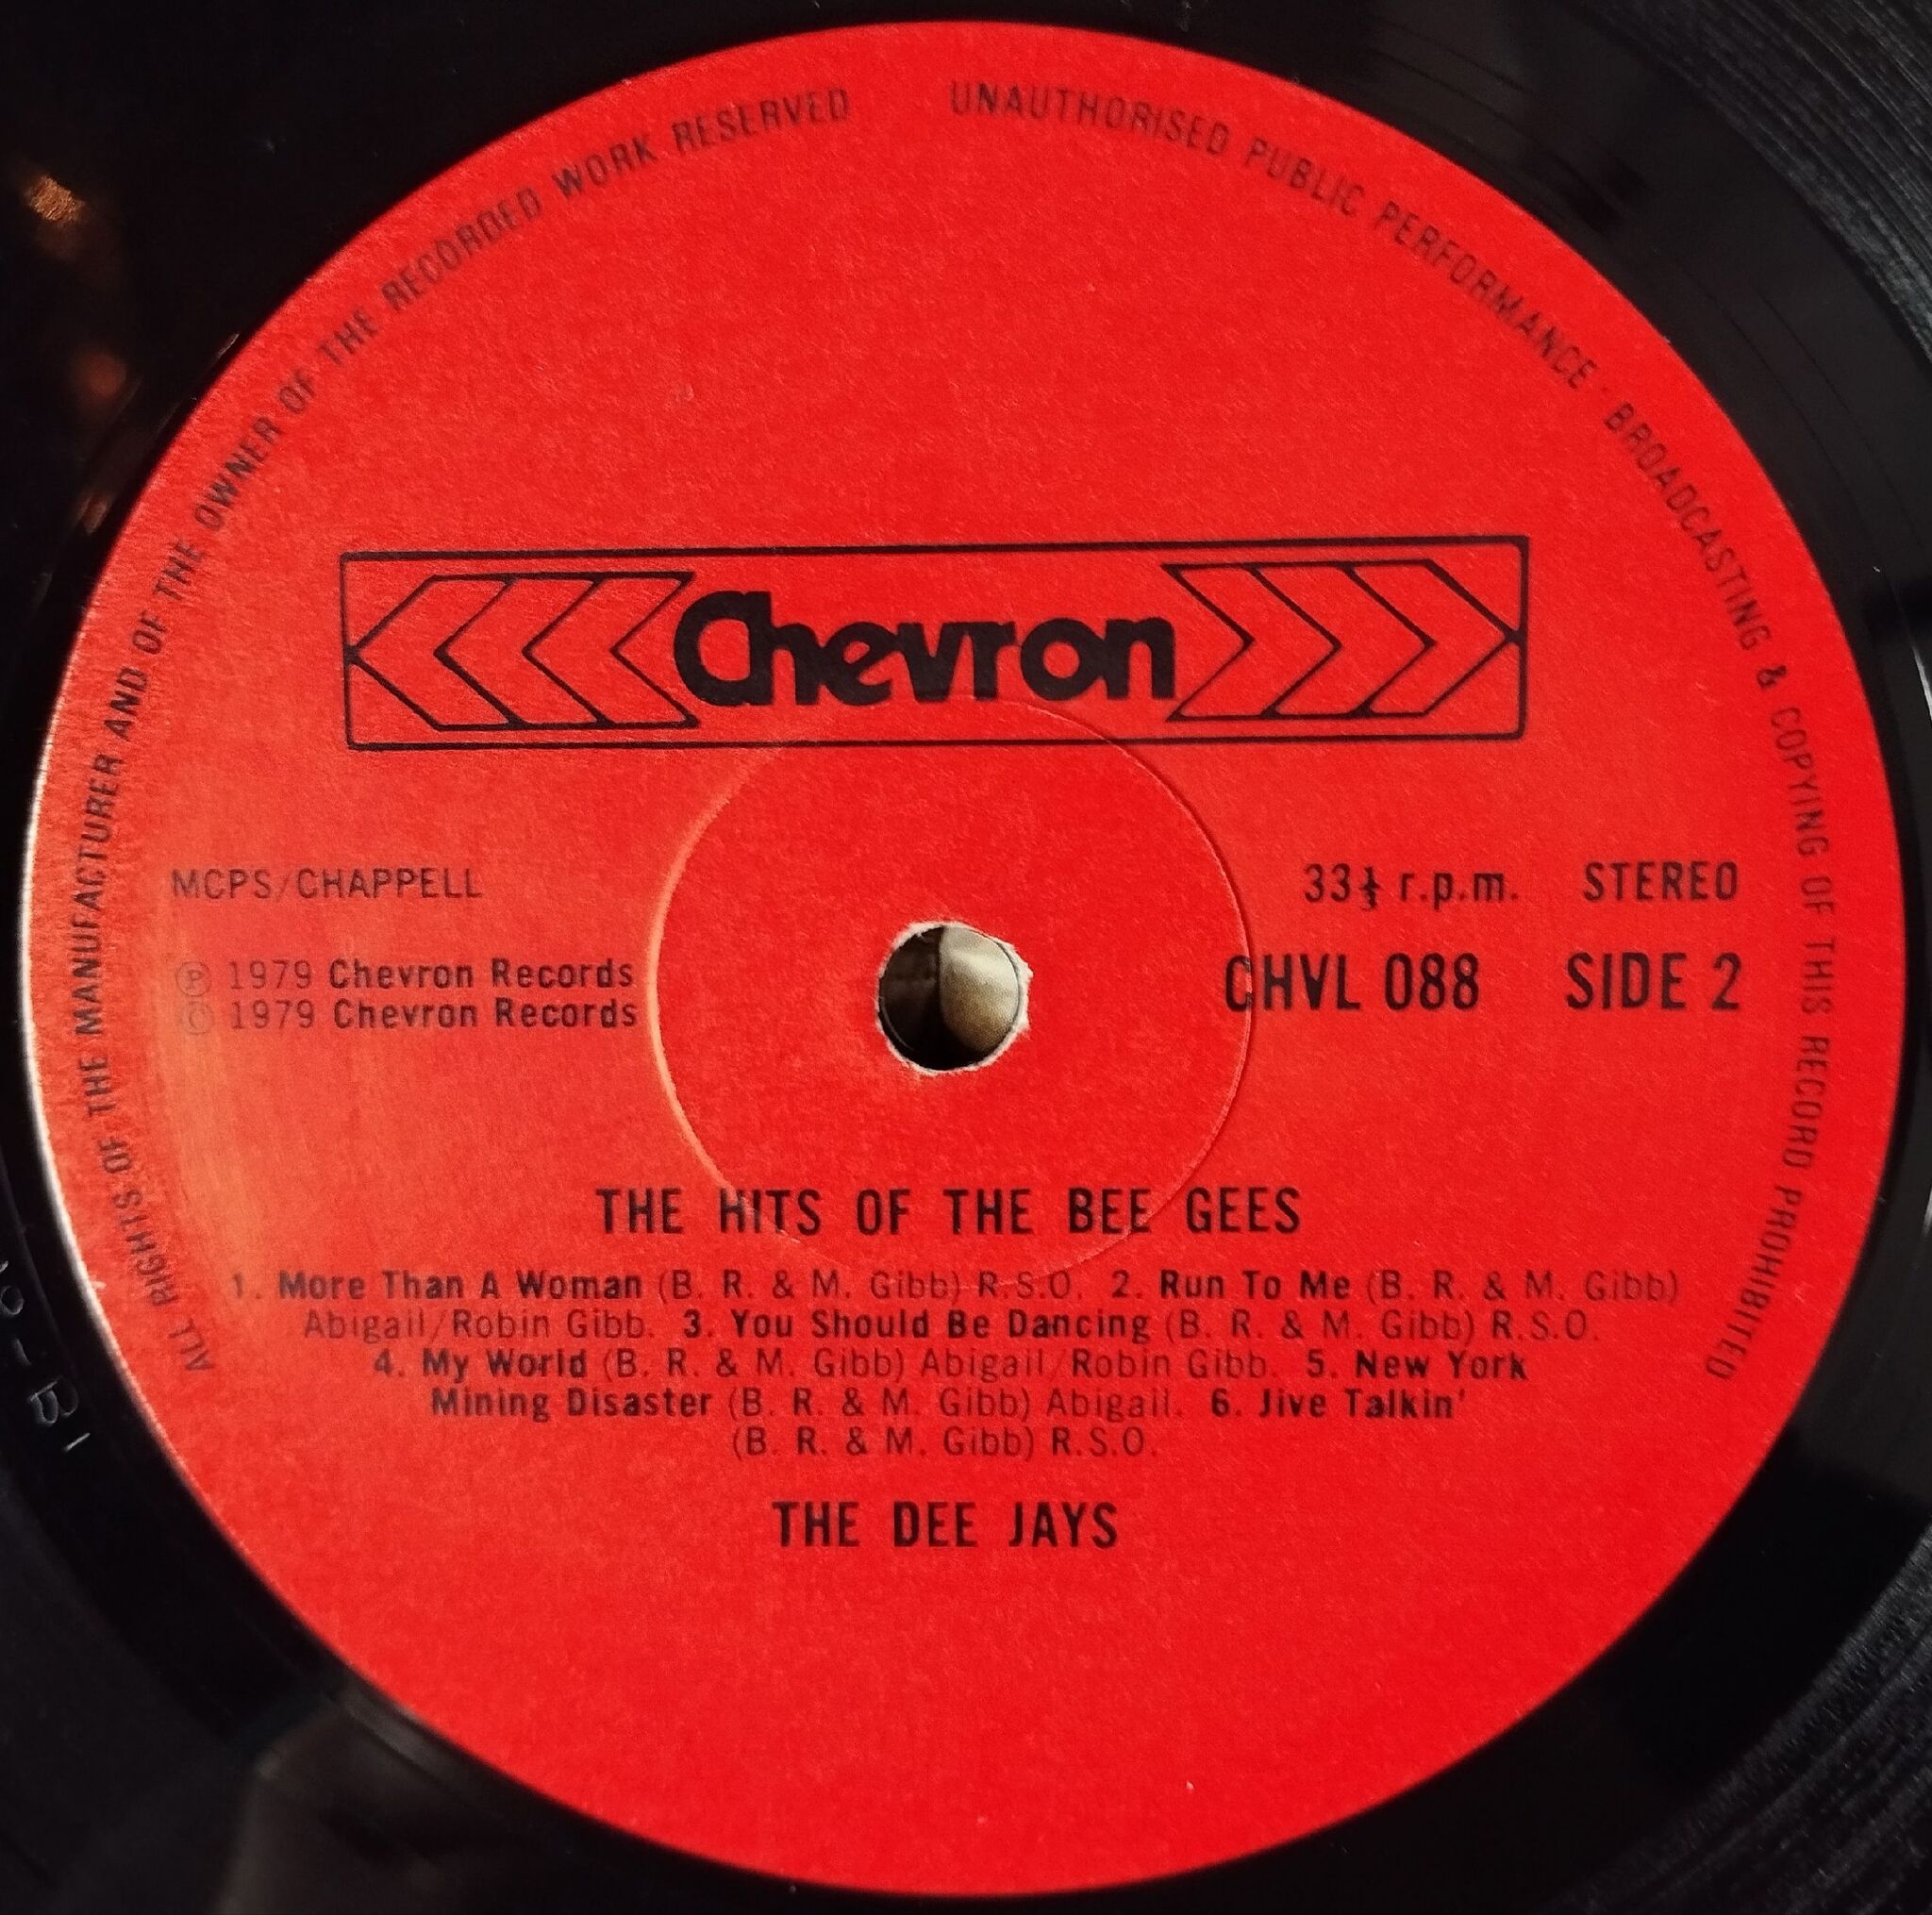 ALL RIGHTS OF THE MANUFACTURER AND OF THE OWNER OF THE RECORDED WORK RESERVED
UNAUTHORISED PUBLIC PERFORMANCE · BROADCASTING & COPYING OF THIS RECORD PROHIBITED
Chevron
MCPS/CHAPPELL
33⅓ r.p.m. STEREO
Ⓟ 1979 Chevron Records
© 1979 Chevron Records
CHVL 088 SIDE 2
THE HITS OF THE BEE GEES
1. More Than A Woman (B. R. & M. Gibb) R.S.O. 2. Run To Me (B. R. & M. Gibb)
Abigail/Robin Gibb. 3. You Should Be Dancing (B. R. & M. Gibb) R.S.O.
4. My World (B. R. & M. Gibb) Abigail/Robin Gibb. 5. New York
Mining Disaster (B. R. & M. Gibb) Abigail. 6. Jive Talkin'
(B. R. & M. Gibb) R.S.O.
THE DEE JAYS